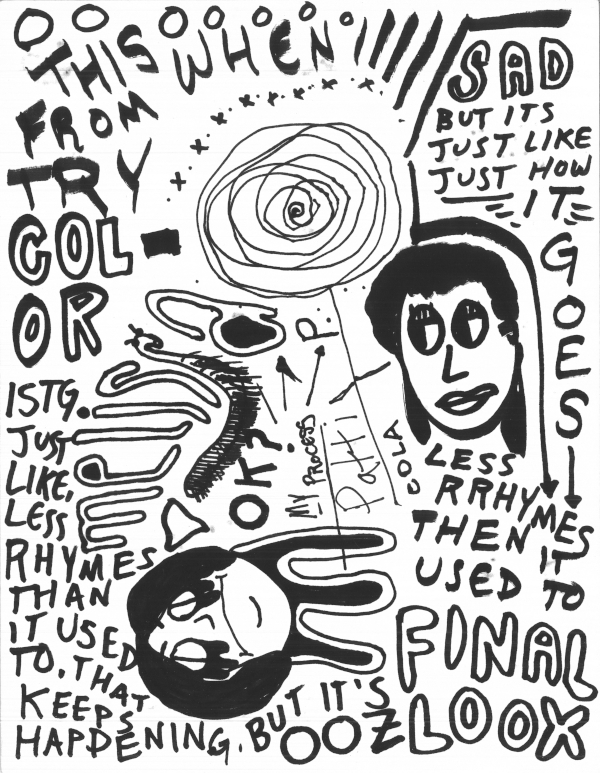 THIS WHEN
FROM
TRY
COL-
OR
SAD
BUT ITS
JUST LIKE
JUST HOW
IT
GOES
ISTG.
JUST
LIKE,
LESS
RHYMES
THAN
IT USED
TO. THAT
KEEPS
HAPPENING. BUT IT'S
OOZ
OK?
MY PROCESS
P.
Patti
COLA
LESS
RRHYMES
THEN IT
USED TO
FINAL
LOOK